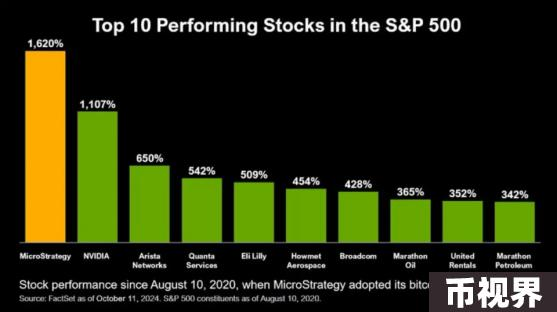 Top 10 Performing Stocks in the S&P 500
1,620%
1,107%
650%
542%
509%
454%
428%
365%
352%
342%
MicroStrategy
NVIDIA
Arista
Networks
Quanta
Services
Eli Lilly
Howmet
Aerospace
Broadcom
Marathon
Oil
United
Rentals
Marathon
Petroleum
Stock performance since August 10, 2020, when MicroStrategy adopted its
Source: FactSet as of October 11, 2024. S&P 500 constituents as of August 10, 2020.
币视界